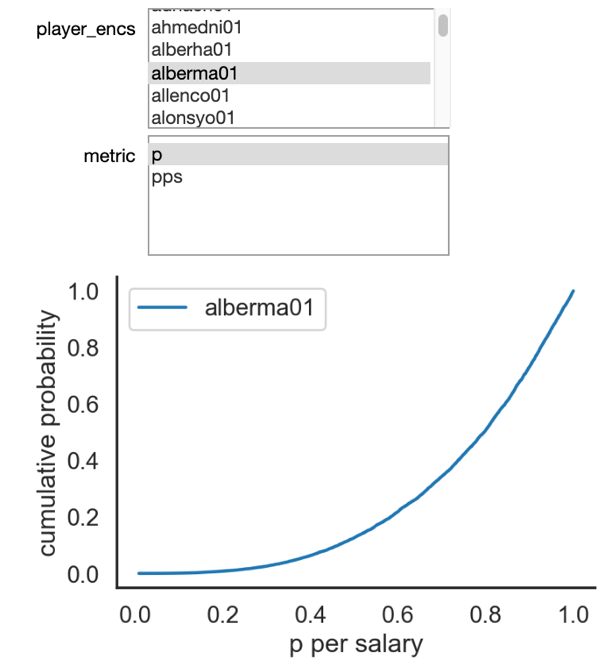 player_encs
ahmedni01
alberha01
alberma01
allenco01
alonsyo01
metric
p
pps
alberma01
cumulative probability
1.0
0.8
0.6
0.4
0.2
0.0
0.0 0.2 0.4 0.6 0.8 1.0
p per salary